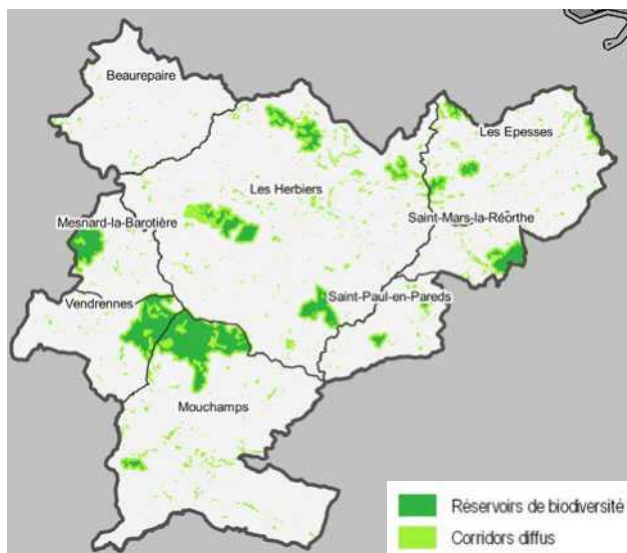 Beaurepaire
Les Epesses
Les Herbiers
Mesnard-la-Barotière
Saint-Mars-la-Réorthe
Vendrennes
Saint-Paul-en-Pareds
Mouchamps
Réservoirs de biodiversité
Corridors diffus